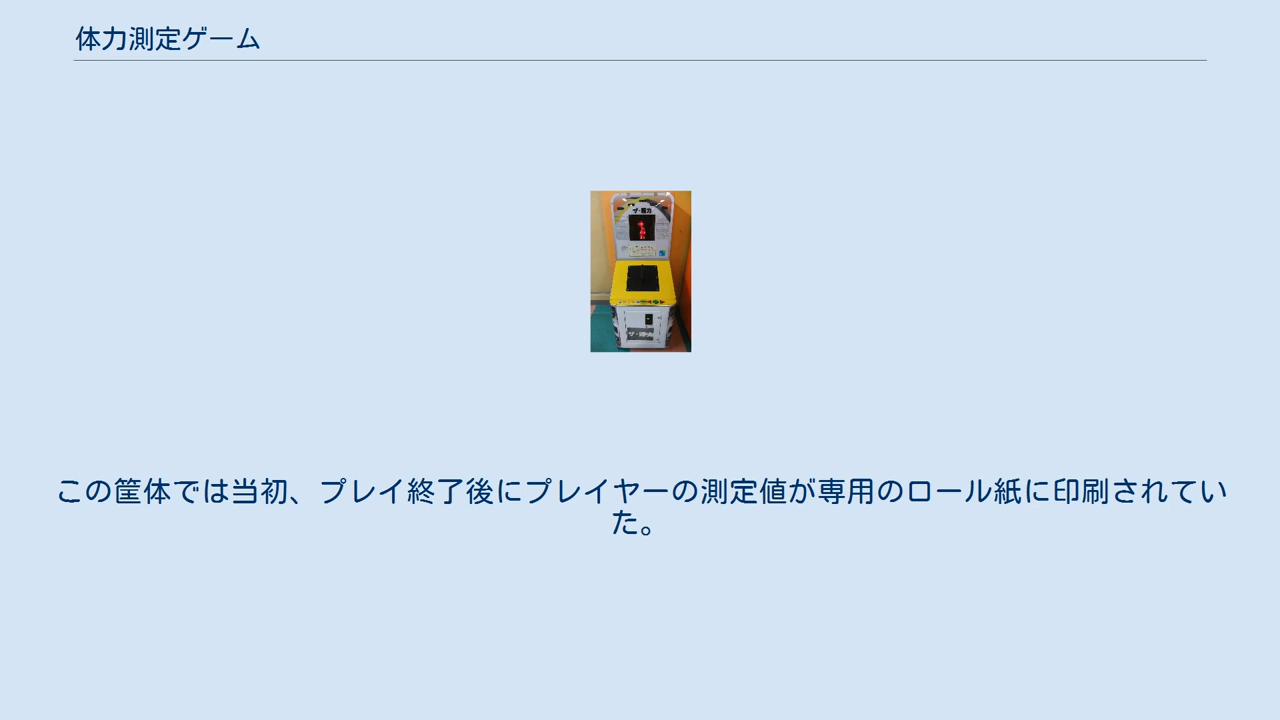 体力測定ゲーム
この筐体では当初、プレイ終了後にプレイヤーの測定値が専用のロール紙に印刷されてい
た。